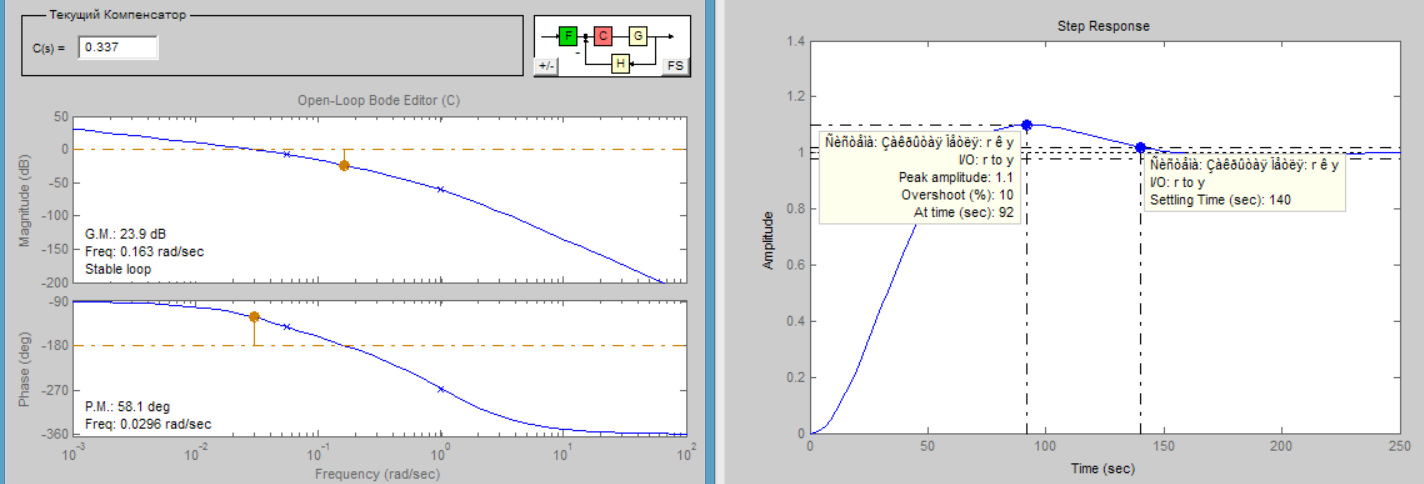 Текущий Компенсатор
C(s) =
0.337
F
C
G
H
-
+/-
FS
Open-Loop Bode Editor (C)
50
0
-50
-100
-150
-200
Magnitude (dB)
G.M.: 23.9 dB
Freq: 0.163 rad/sec
Stable loop
-90
-180
-270
-360
Phase (deg)
P.M.: 58.1 deg
Freq: 0.0296 rad/sec
10^-3
10^-2
10^-1
10^0
10^1
10^2
Frequency (rad/sec)
Step Response
1.4
1.2
1
0.8
0.6
0.4
0.2
0
Amplitude
Ñèñòåìà: Çàêðûòàÿ Ïåòëÿ: r ê y
I/O: r to y
Peak amplitude: 1.1
Overshoot (%): 10
At time (sec): 92
Ñèñòåìà: Çàêðûòàÿ Ïåòëÿ: r ê y
I/O: r to y
Settling Time (sec): 140
0
50
100
150
200
250
Time (sec)